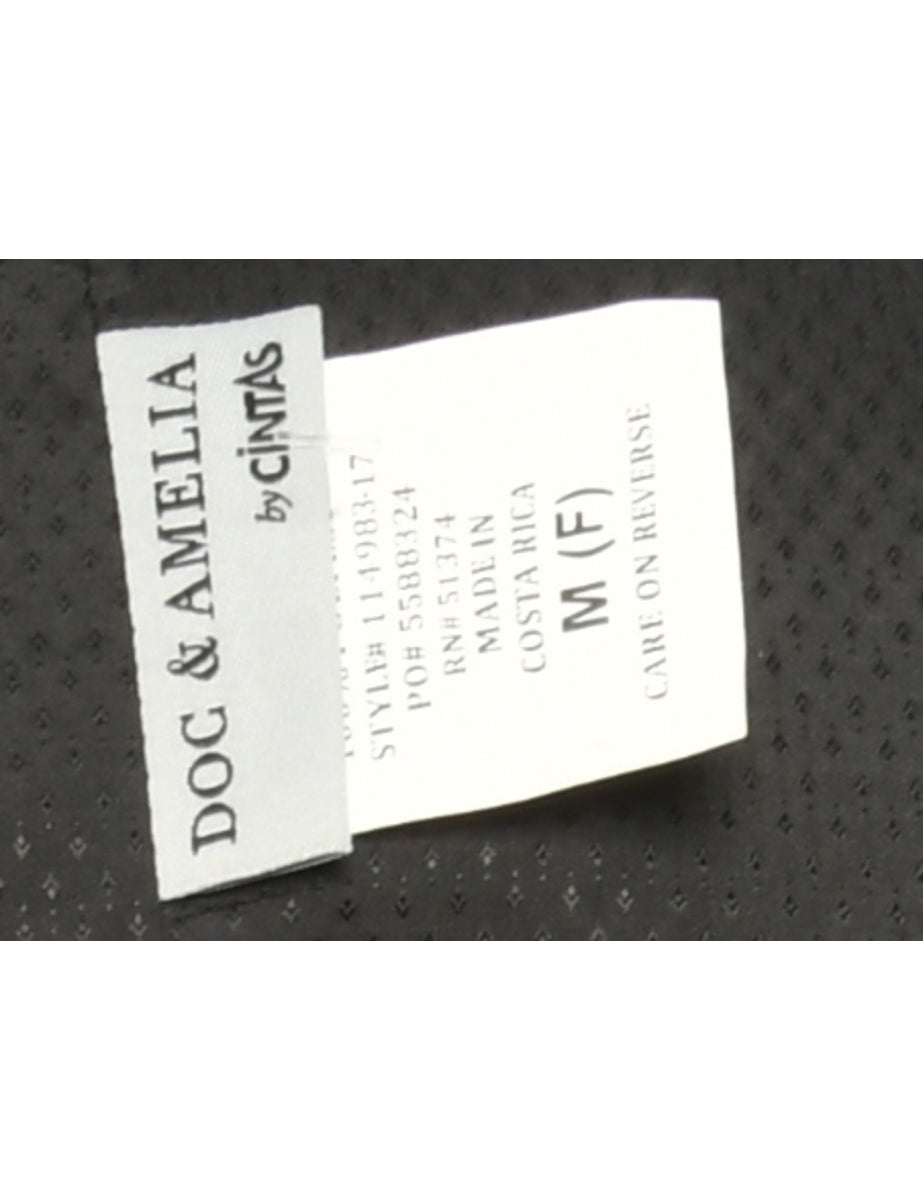 DOC & AMELIA
by CINTAS
STYLE# 114983-17
PO# 5588324
RN# 51374
MADE IN
COSTA RICA
M (F)
CARE ON REVERSE